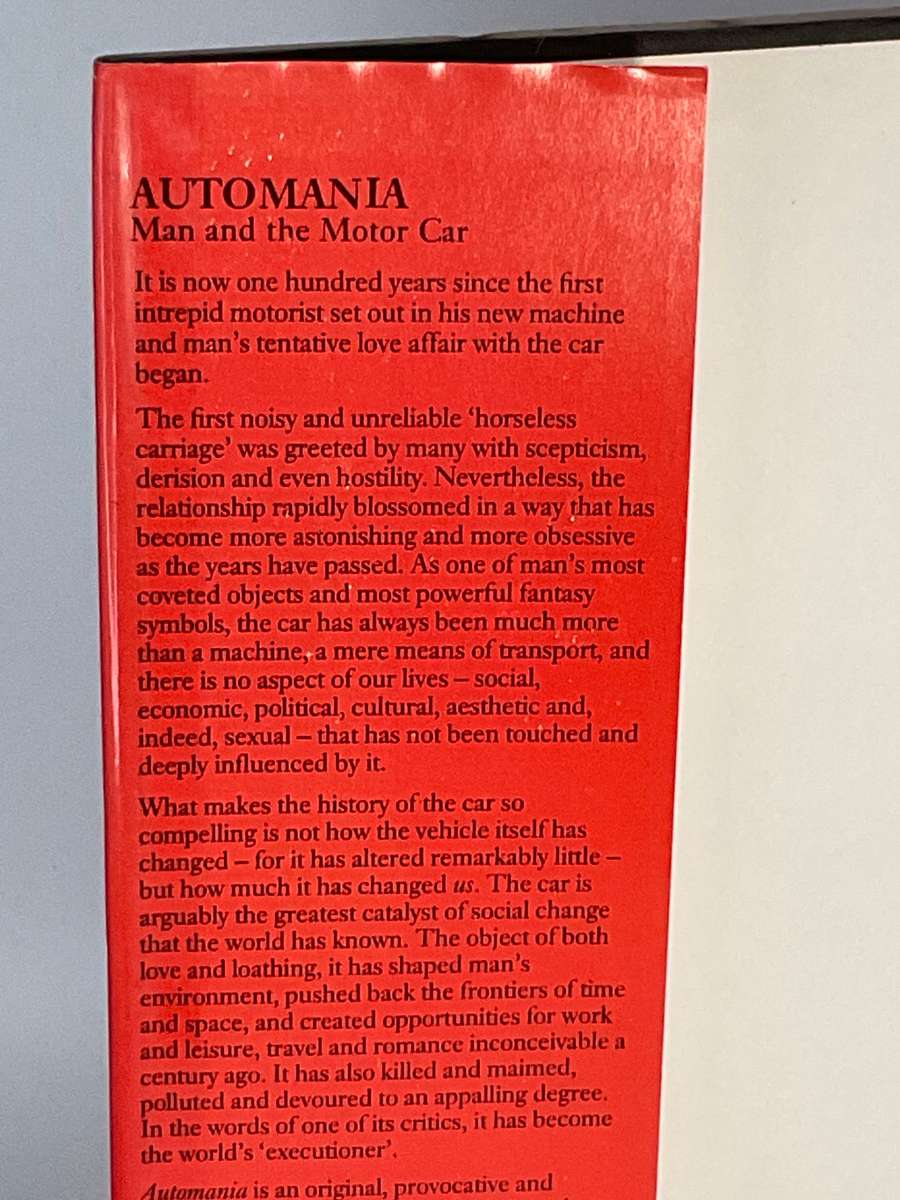 AUTOMANIA
Man and the Motor Car
It is now one hundred years since the first
intrepid motorist set out in his new machine
and man's tentative love affair with the car
began.
The first noisy and unreliable ‘horseless
carriage’ was greeted by many with scepticism,
derision and even hostility. Nevertheless, the
relationship rapidly blossomed in a way that has
become more astonishing and more obsessive
as the years have passed. As one of man's most
coveted objects and most powerful fantasy
symbols, the car has always been much more
than a machine, a mere means of transport, and
there is no aspect of our lives – social,
economic, political, cultural, aesthetic and,
indeed, sexual – that has not been touched and
deeply influenced by it.
What makes the history of the car so
compelling is not how the vehicle itself has
changed – for it has altered remarkably little –
but how much it has changed us. The car is
arguably the greatest catalyst of social change
that the world has known. The object of both
love and loathing, it has shaped man's
environment, pushed back the frontiers of time
and space, and created opportunities for work
and leisure, travel and romance inconceivable a
century ago. It has also killed and maimed,
polluted and devoured to an appalling degree.
In the words of one of its critics, it has become
the world's ‘executioner’.
Automania is an original, provocative and